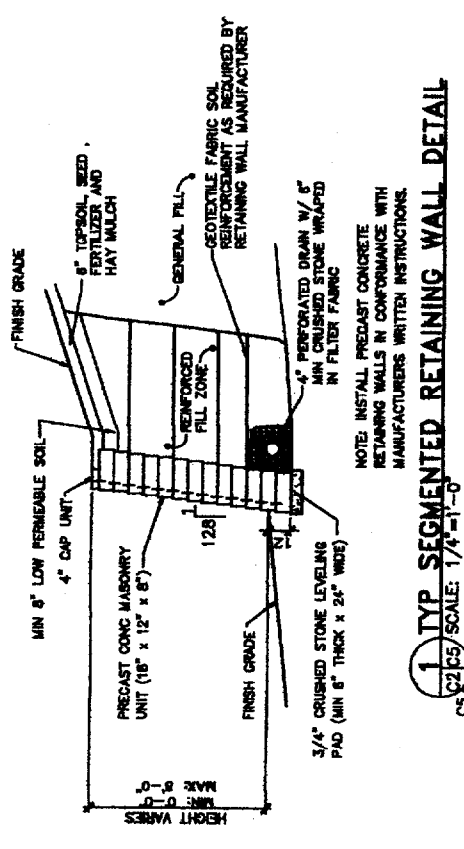 FINISH GRADE
8" TOPSOIL, SEED,
FERTILIZER AND
HAY MULCH
GENERAL FILL
GEOTEXTILE FABRIC SOIL
REINFORCEMENT AS REQUIRED BY
RETAINING WALL MANUFACTURER
MIN 8" LOW PERMEABLE SOIL
4" CAP UNIT
REINFORCED
FILL ZONE
4" PERFORATED DRAIN W/ 6"
MIN CRUSHED STONE WRAPED
IN FILTER FABRIC
PRECAST CONC MASONRY
UNIT (18" x 12" x 8")
1
128
FINISH GRADE
3/4" CRUSHED STONE LEVELING
PAD (MIN 6" THICK x 24" WIDE)
HEIGHT VARIES
MIN: 0'-0"
MAX: 8'-0"
NOTE: INSTALL PRECAST CONCRETE
RETAINING WALLS IN CONFORMANCE WITH
MANUFACTURERS WRITTEN INSTRUCTIONS.
1 TYP SEGMENTED RETAINING WALL DETAIL
C2 C5 SCALE: 1/4"=1'-0"
C5